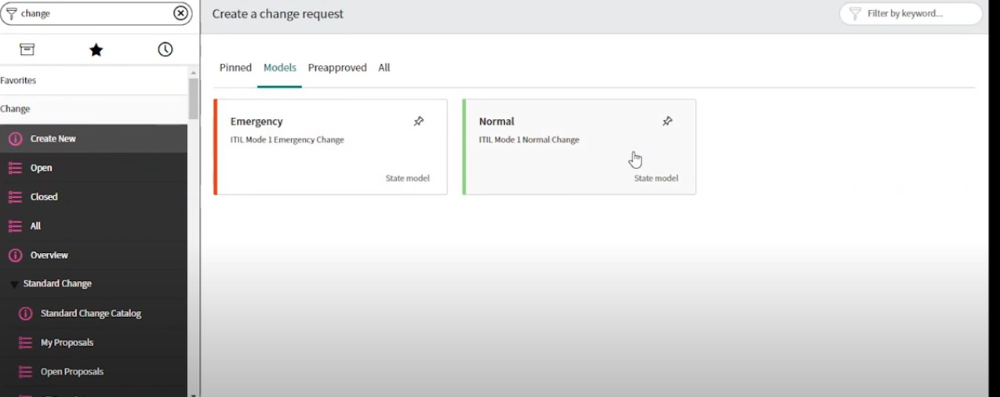 change
Create a change request
Filter by keyword...
Pinned
Models
Preapproved
All
Favorites
Change
Create New
Open
Closed
All
Overview
Standard Change
Standard Change Catalog
My Proposals
Open Proposals
Emergency
ITIL Mode 1 Emergency Change
State model
Normal
ITIL Mode 1 Normal Change
State model